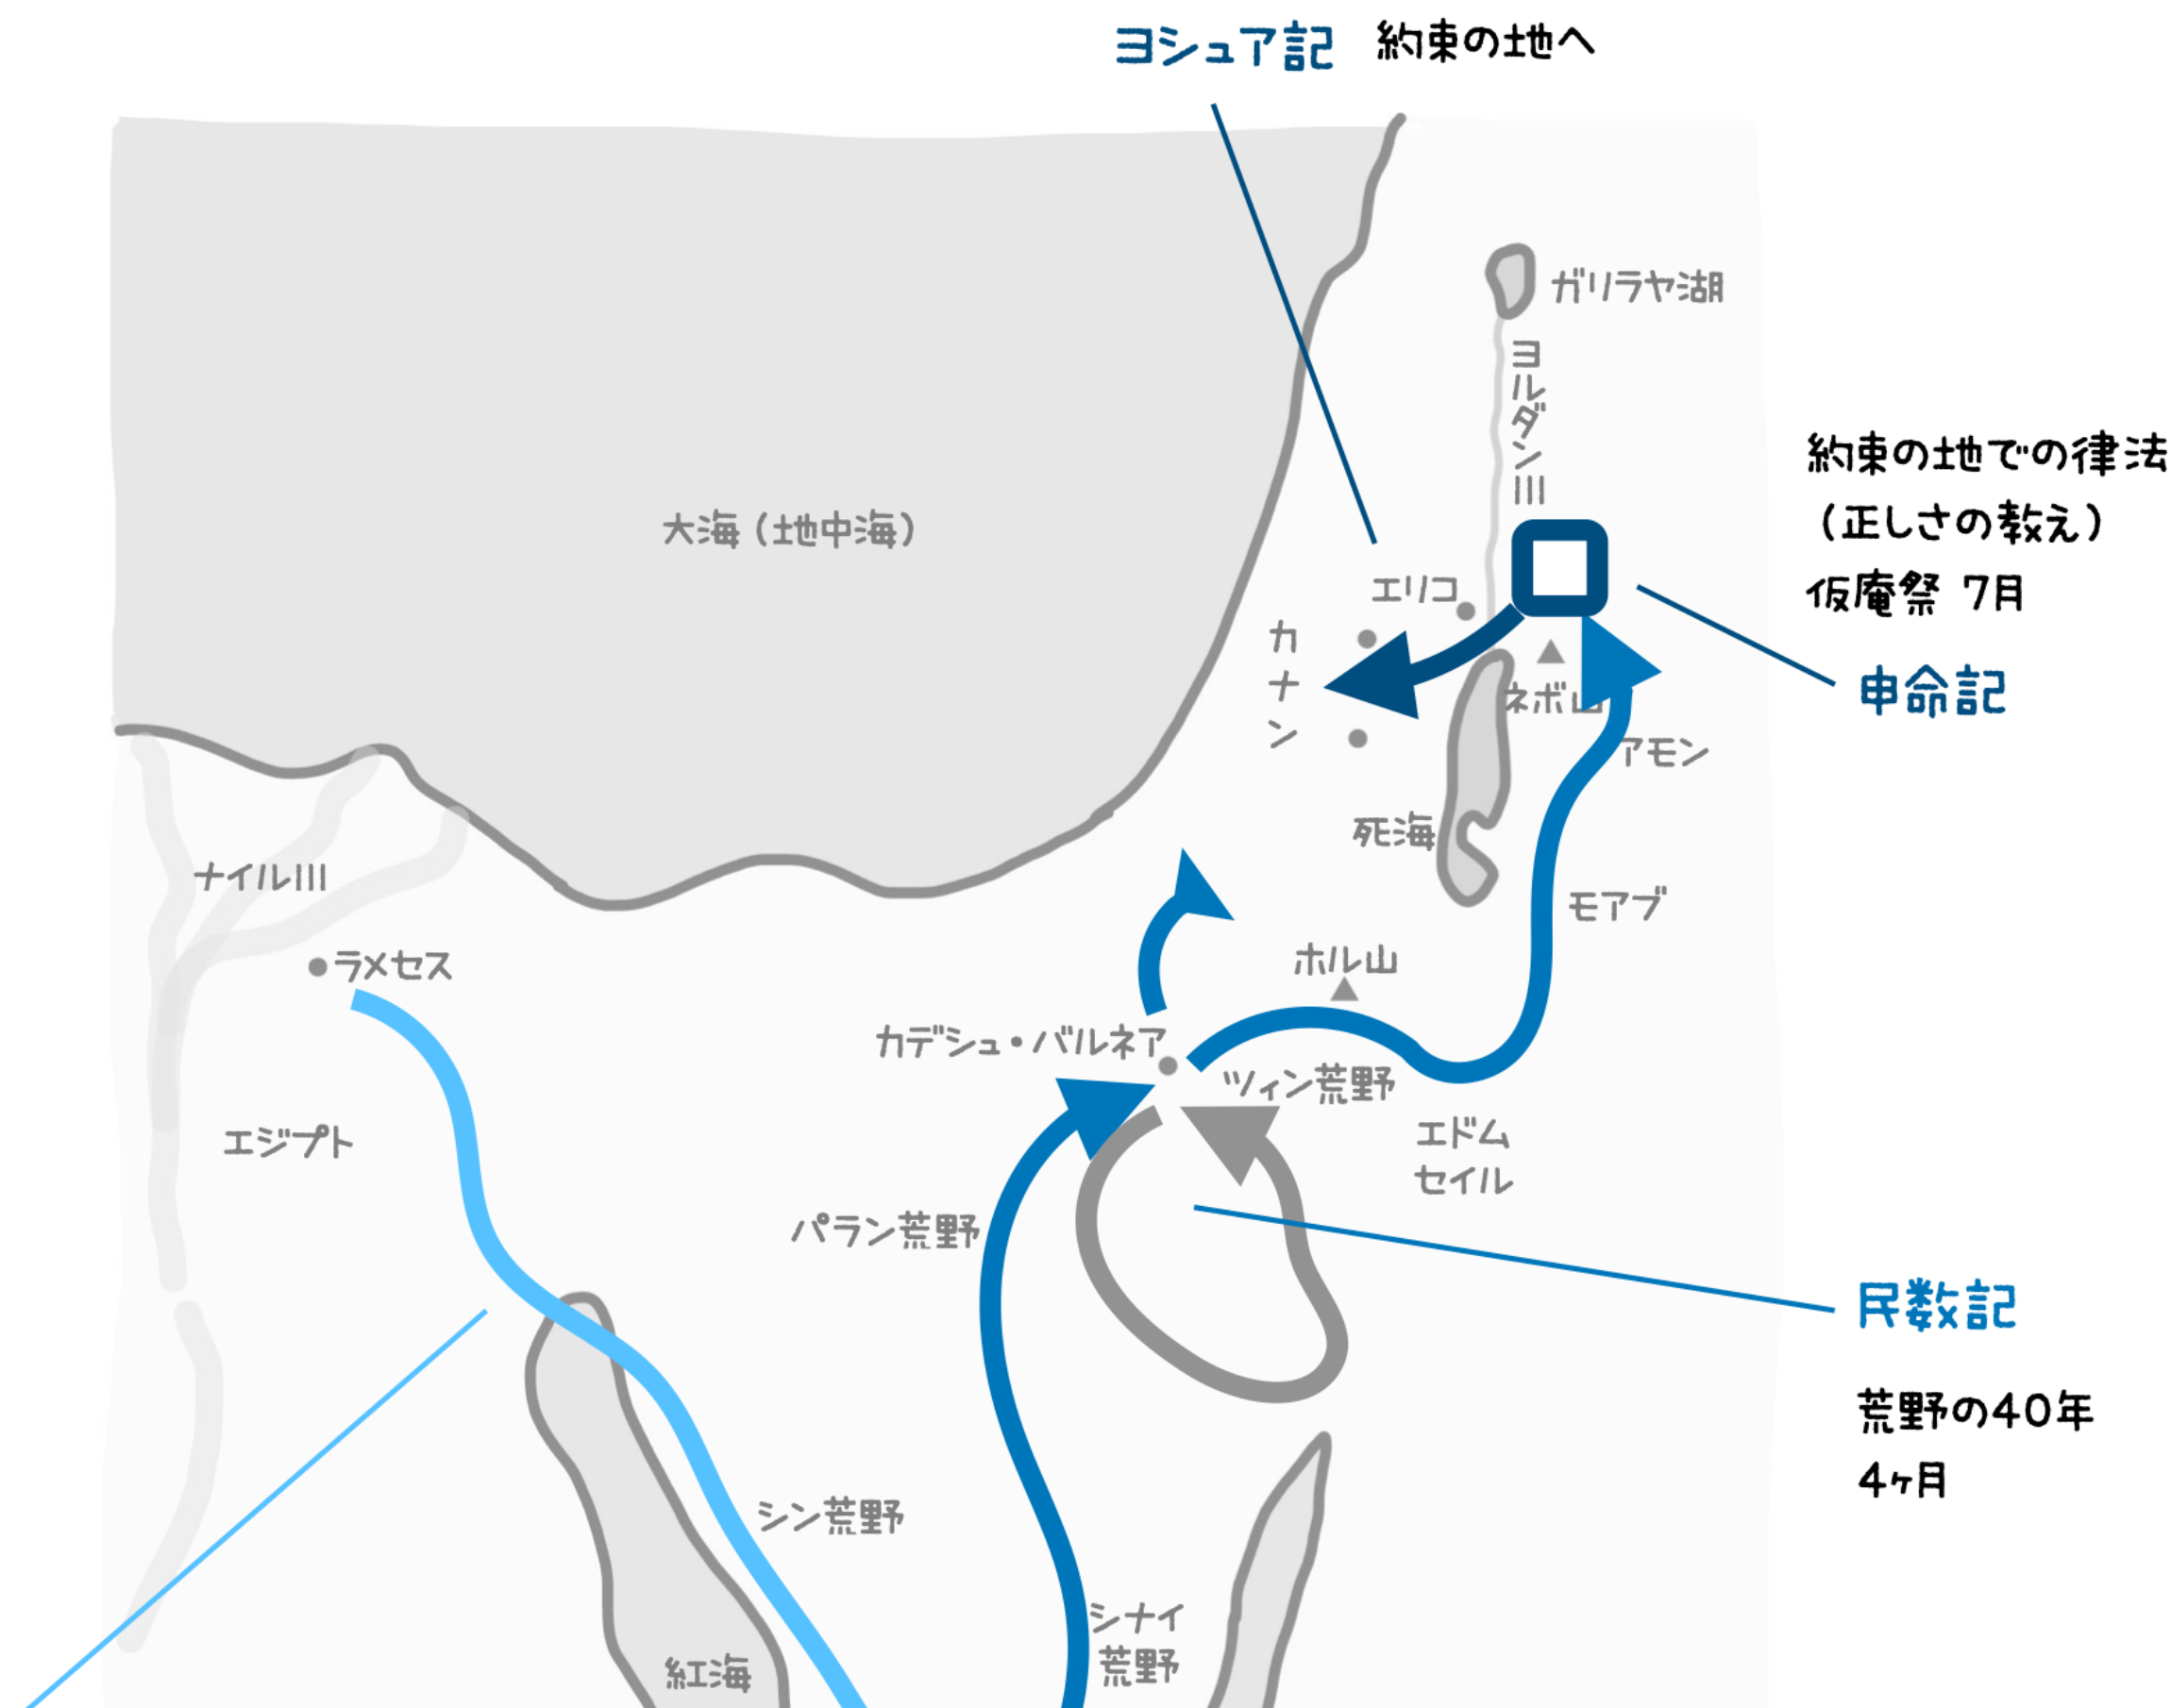 ヨシュア記 約束の地へ
ガリラヤ湖
ヨルダン川
約束の地での律法
（正しさの教え）
仮庵祭 7月
申命記
大海（地中海）
エリコ
カナン
ネボ山
アモン
死海
モアブ
ナイル川
ラメセス
ホル山
カデシュ・バルネア
ツィン荒野
エジプト
エドム
セイル
パラン荒野
民数記
荒野の40年
4ヶ月
シン荒野
シナイ
荒野
紅海